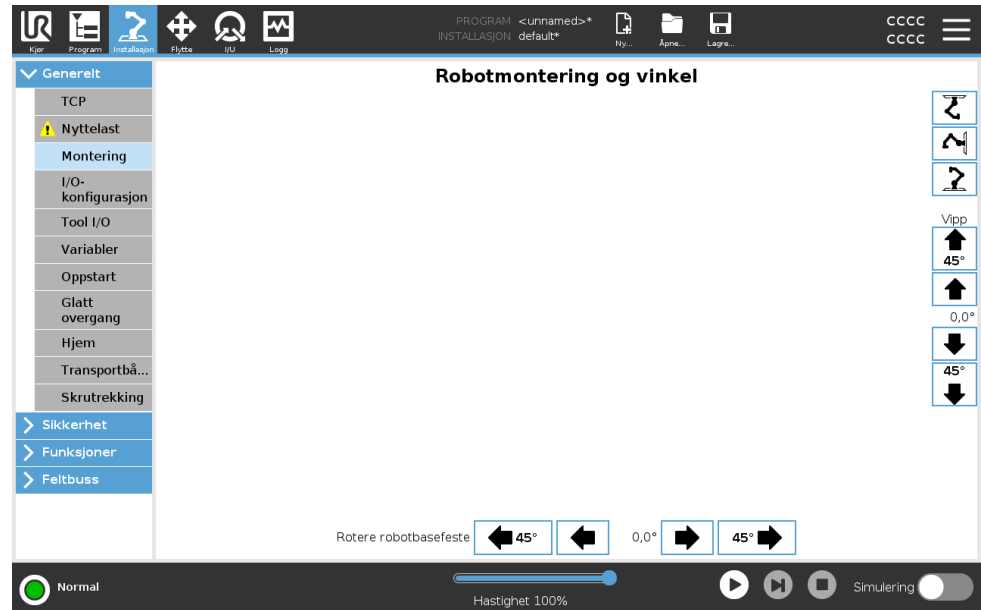 UR
Kjør
Program
Installasjon
Flytte
I/U
Logg
PROGRAM <unnamed>*
INSTALLASJON default*
Ny...
Åpne...
Lagre...
CCCC
CCCC
Generelt
TCP
Nyttelast
Montering
I/O-
konfigurasjon
Tool I/O
Variabler
Oppstart
Glatt
overgang
Hjem
Transportbå...
Skrutrekking
Sikkerhet
Funksjoner
Feltbuss
Robotmontering og vinkel
Vipp
45°
0,0°
45°
Rotere robotbasefeste 45° 0,0° 45°
Normal
Hastighet 100%
Simulering